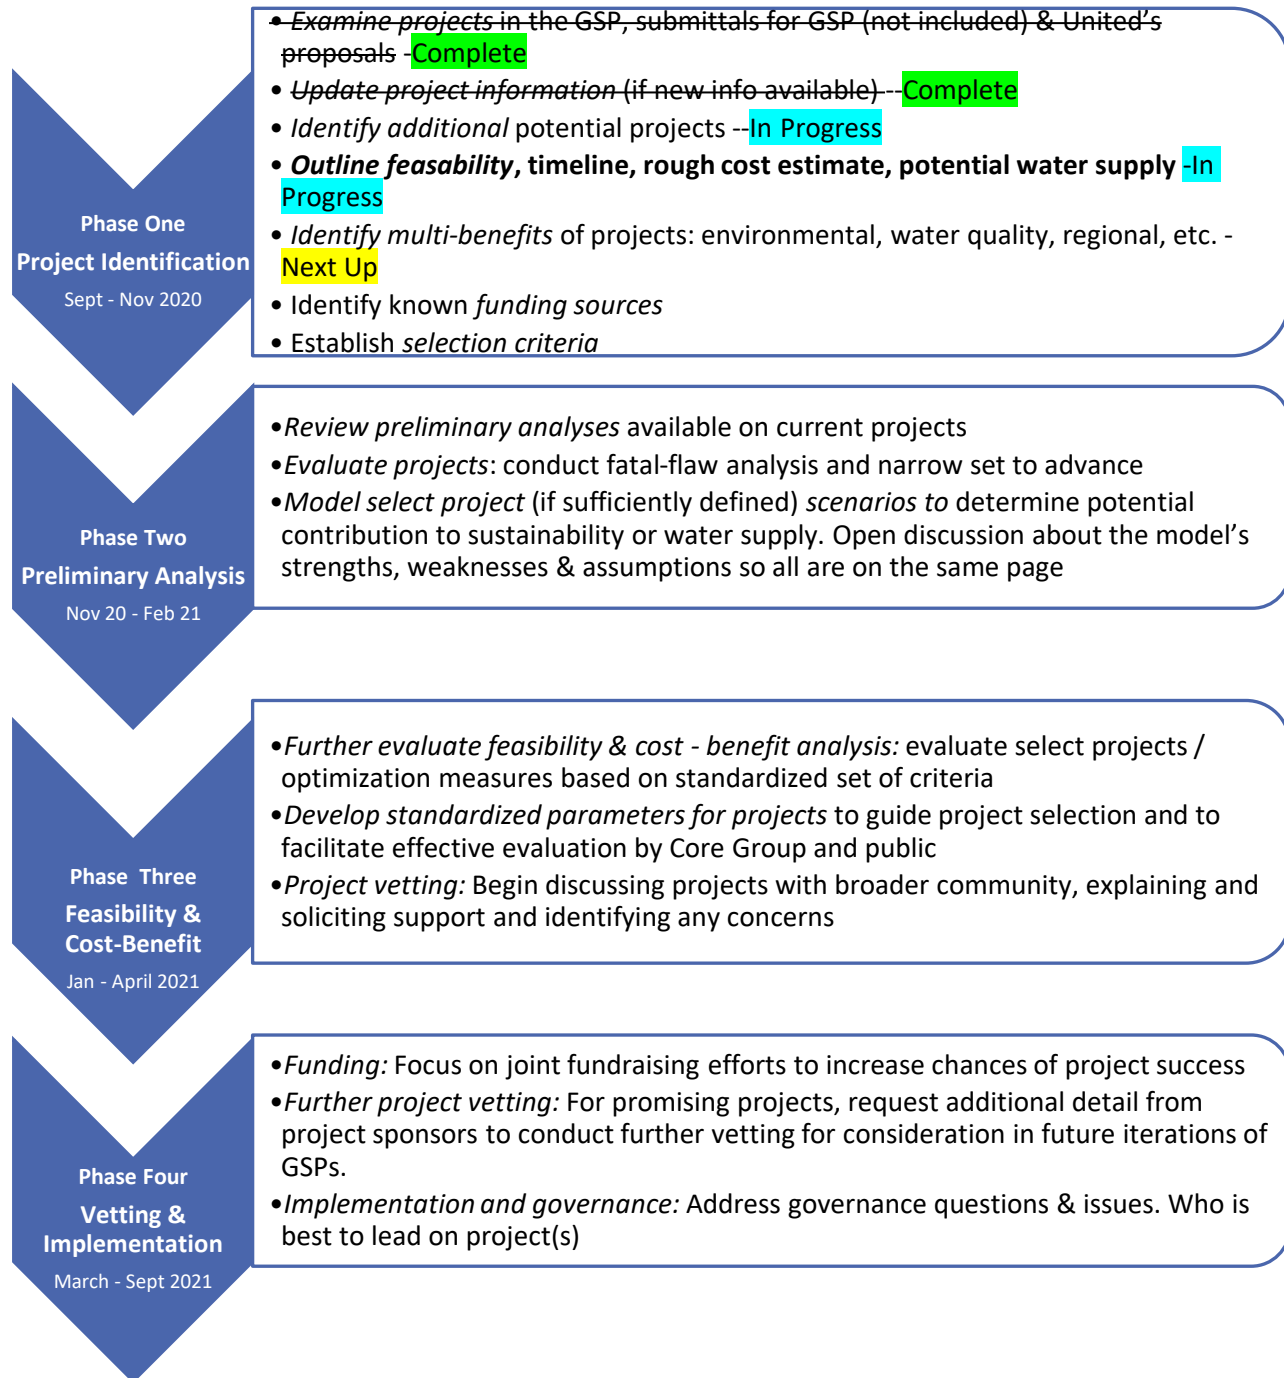 • Examine projects in the GSP, submittals for GSP (not included) & United’s
proposals -Complete
• Update project information (if new info available) --Complete
• Identify additional potential projects --In Progress
• Outline feasability, timeline, rough cost estimate, potential water supply -In
Progress
• Identify multi-benefits of projects: environmental, water quality, regional, etc. -
Next Up
• Identify known funding sources
• Establish selection criteria
Phase One
Project Identification
Sept - Nov 2020
•Review preliminary analyses available on current projects
•Evaluate projects: conduct fatal-flaw analysis and narrow set to advance
•Model select project (if sufficiently defined) scenarios to determine potential
contribution to sustainability or water supply. Open discussion about the model’s
strengths, weaknesses & assumptions so all are on the same page
Phase Two
Preliminary Analysis
Nov 20 - Feb 21
•Further evaluate feasibility & cost - benefit analysis: evaluate select projects /
optimization measures based on standardized set of criteria
•Develop standardized parameters for projects to guide project selection and to
facilitate effective evaluation by Core Group and public
•Project vetting: Begin discussing projects with broader community, explaining and
soliciting support and identifying any concerns
Phase Three
Feasibility &
Cost-Benefit
Jan - April 2021
•Funding: Focus on joint fundraising efforts to increase chances of project success
•Further project vetting: For promising projects, request additional detail from
project sponsors to conduct further vetting for consideration in future iterations of
GSPs.
•Implementation and governance: Address governance questions & issues. Who is
best to lead on project(s)
Phase Four
Vetting &
Implementation
March - Sept 2021